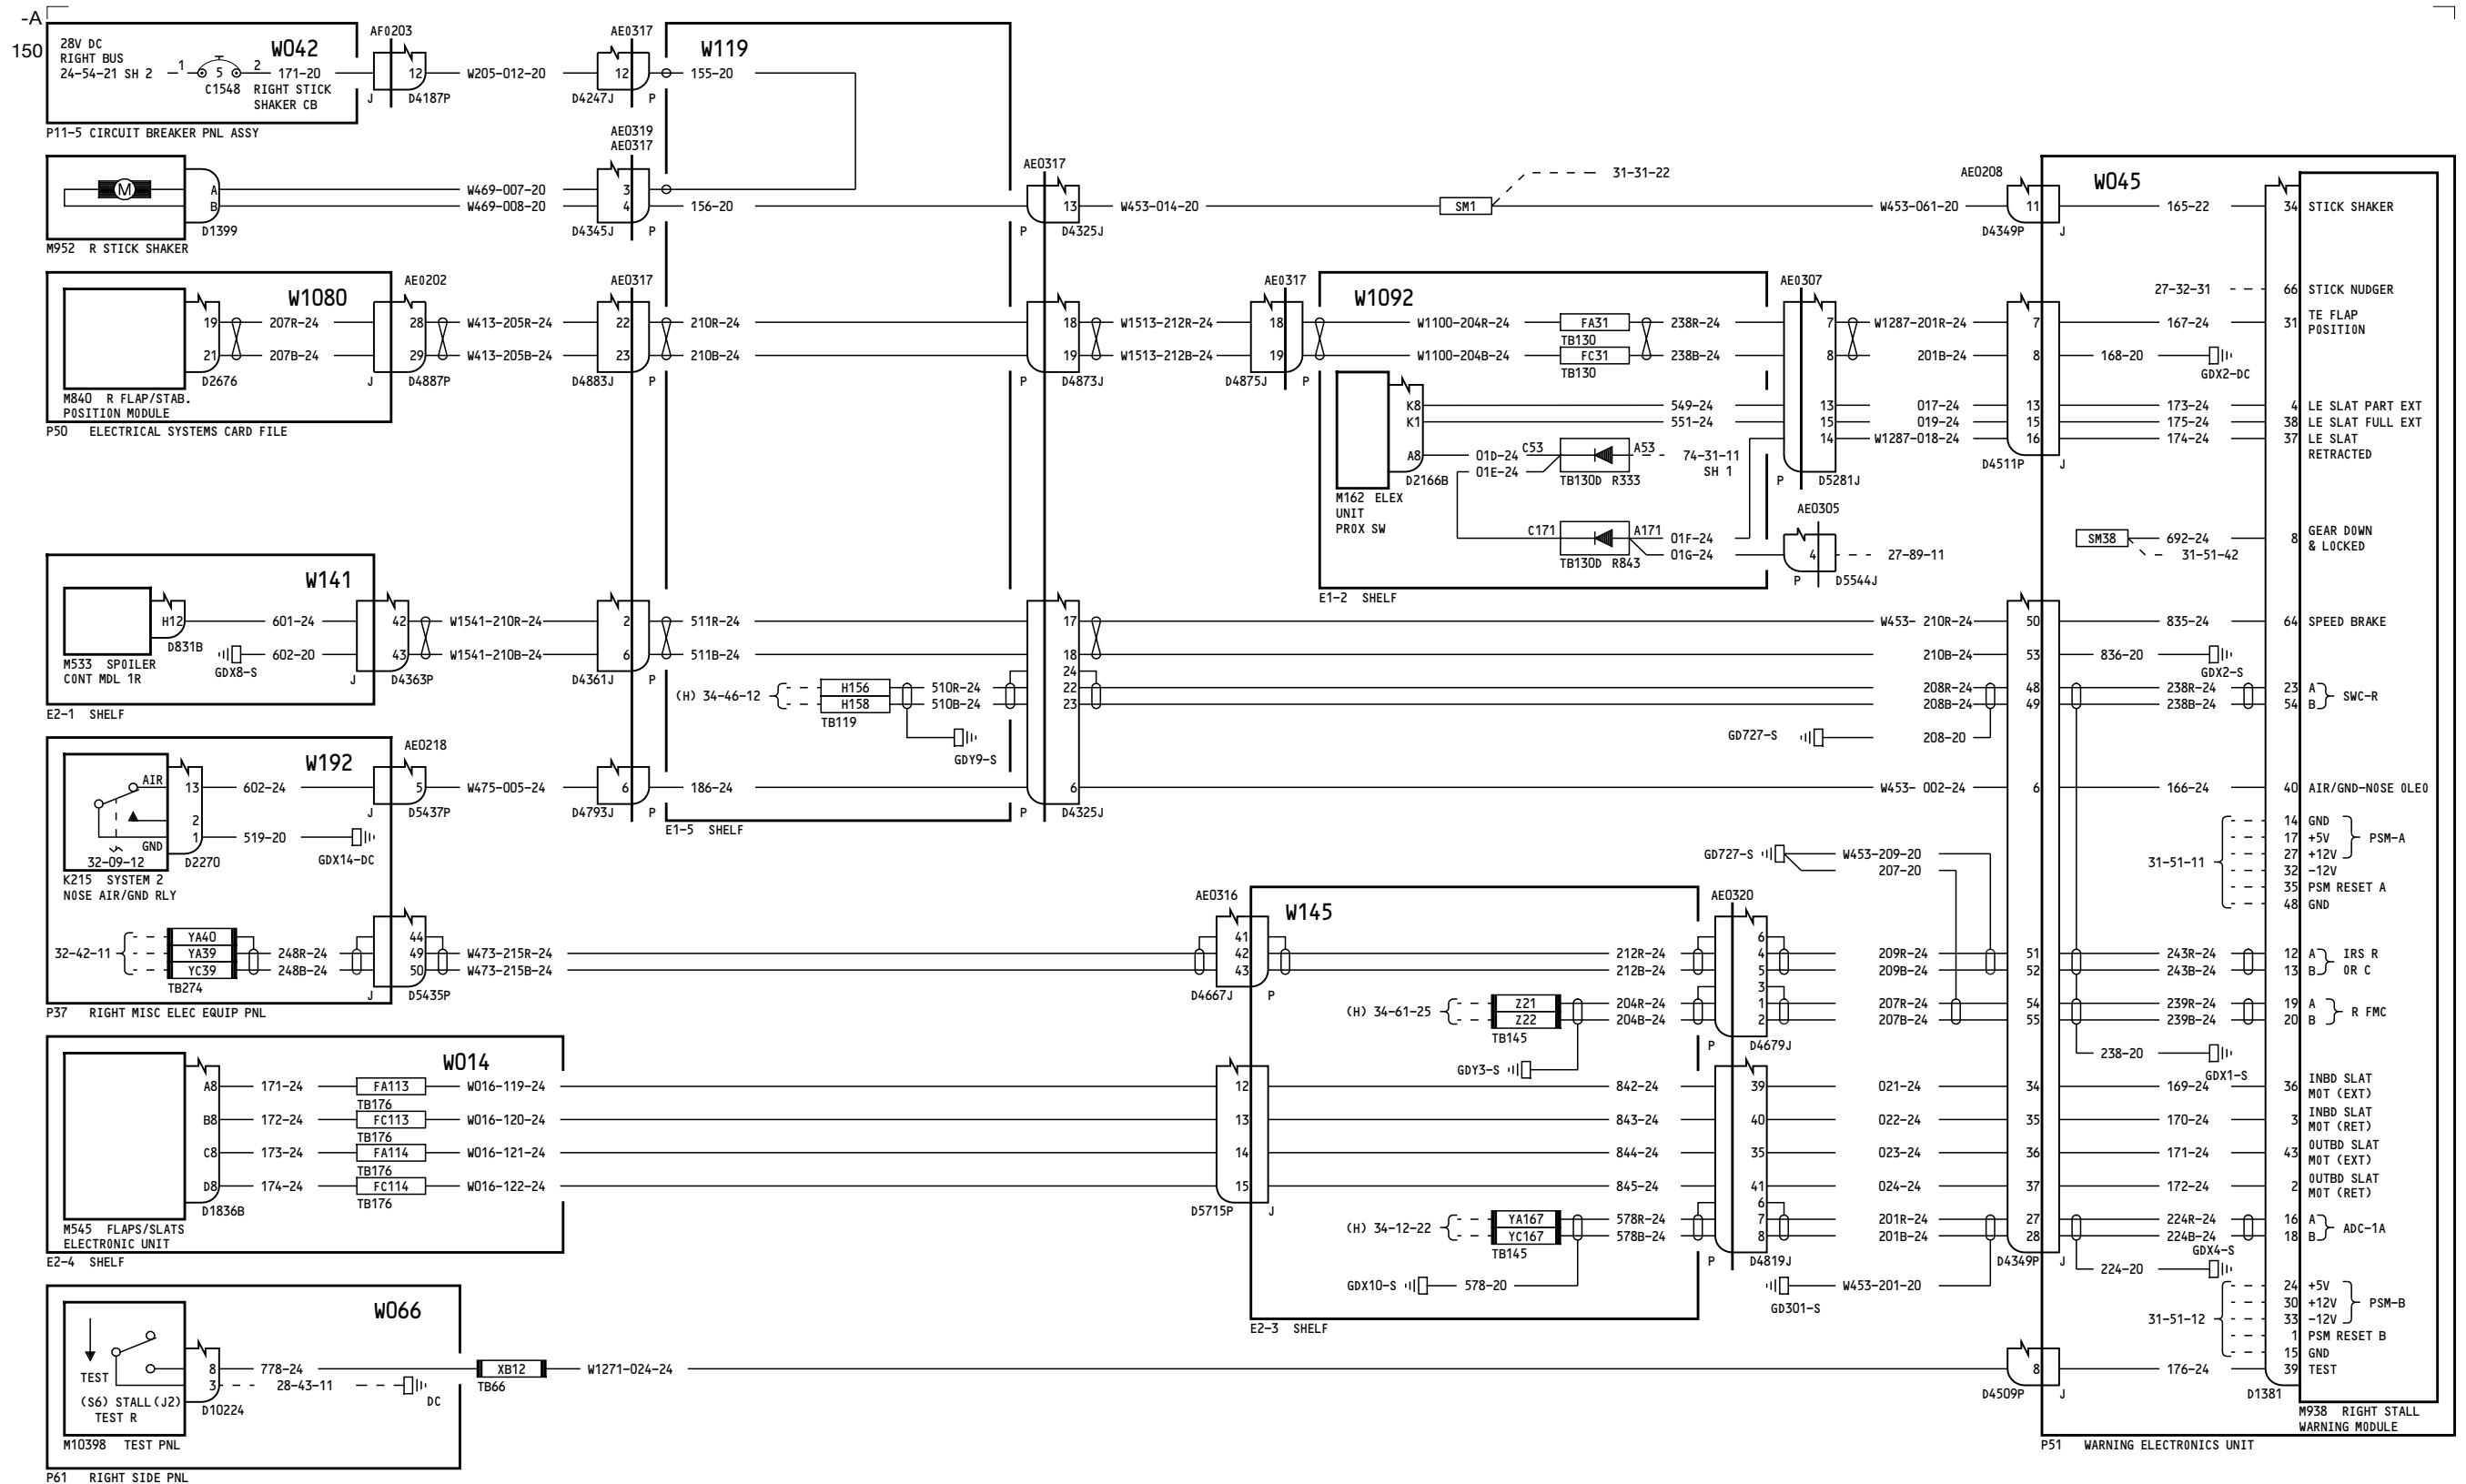 -A
150
28V DC
RIGHT BUS
24-54-21 SH 2
1
5
2
171-20
C1548
RIGHT STICK
SHAKER CB
W042
P11-5 CIRCUIT BREAKER PNL ASSY
AF0203
12
J
D4187P
W205-012-20
AE0317
12
D4247J
P
W119
155-20
M
A
B
D1399
M952 R STICK SHAKER
W469-007-20
W469-008-20
AE0319
AE0317
3
4
D4345J
P
156-20
AE0317
13
P
D4325J
W453-014-20
SM1
31-31-22
W453-061-20
AE0208
11
D4349P
J
W045
165-22
34 STICK SHAKER
27-32-31
66 STICK NUDGER
W1080
19
21
D2676
207R-24
207B-24
M840 R FLAP/STAB.
POSITION MODULE
P50 ELECTRICAL SYSTEMS CARD FILE
AE0202
28
29
J
D4887P
W413-205R-24
W413-205B-24
AE0317
22
23
D4883J
P
210R-24
210B-24
18
19
P
D4873J
W1513-212R-24
W1513-212B-24
AE0317
18
19
D4875J
P
W1092
W1100-204R-24
W1100-204B-24
FA31
TB130
FC31
TB130
238R-24
238B-24
AE0307
7
8
W1287-201R-24
201B-24
7
8
167-24
168-20
GDX2-DC
31 TE FLAP
POSITION
K8
K1
A8
D2166B
M162 ELEX
UNIT
PROX SW
549-24
551-24
01D-24
01E-24
C53
A53
TB130D R333
74-31-11
SH 1
C171
A171
TB130D R843
01F-24
01G-24
13
15
14
P
D5281J
017-24
019-24
W1287-018-24
13
15
16
D4511P
J
173-24
175-24
174-24
4 LE SLAT PART EXT
38 LE SLAT FULL EXT
37 LE SLAT
RETRACTED
AE0305
4
P
D5544J
27-89-11
E1-2 SHELF
SM38
692-24
31-51-42
8 GEAR DOWN
& LOCKED
W141
H12
D831B
M533 SPOILER
CONT MDL 1R
E2-1 SHELF
601-24
602-20
GDX8-S
42
43
J
D4363P
W1541-210R-24
W1541-210B-24
2
6
D4361J
P
511R-24
511B-24
(H) 34-46-12
H156
H158
TB119
510R-24
510B-24
GDY9-S
17
18
24
22
23
6
P
D4325J
W453- 210R-24
210B-24
208R-24
208B-24
GD727-S
208-20
50
53
48
49
835-24
836-20
GDX2-S
238R-24
238B-24
64 SPEED BRAKE
23 A
54 B
SWC-R
W192
AIR
GND
32-09-12
13
2
1
D2270
K215 SYSTEM 2
NOSE AIR/GND RLY
602-24
519-20
GDX14-DC
AE0218
5
D5437P
W475-005-24
6
D4793J
P
186-24
E1-5 SHELF
W453- 002-24
6
166-24
40 AIR/GND-NOSE OLEO
31-51-11
14 GND
17 +5V
27 +12V
PSM-A
32 -12V
35 PSM RESET A
48 GND
GD727-S
W453-209-20
207-20
32-42-11
YA40
YA39
YC39
TB274
248R-24
248B-24
44
49
50
J
D5435P
P37 RIGHT MISC ELEC EQUIP PNL
W473-215R-24
W473-215B-24
AE0316
41
42
43
D4667J
P
W145
212R-24
212B-24
AE0320
6
4
5
3
1
2
P
D4679J
209R-24
209B-24
207R-24
207B-24
51
52
54
55
243R-24
243B-24
239R-24
239B-24
12 A
13 B
IRS R
OR C
19 A
20 B
R FMC
(H) 34-61-25
Z21
Z22
TB145
204R-24
204B-24
GDY3-S
238-20
GDX1-S
W014
A8
B8
C8
D8
D1836B
M545 FLAPS/SLATS
ELECTRONIC UNIT
E2-4 SHELF
171-24
172-24
173-24
174-24
FA113
TB176
FC113
TB176
FA114
TB176
FC114
TB176
W016-119-24
W016-120-24
W016-121-24
W016-122-24
12
13
14
15
D5715P
J
842-24
843-24
844-24
845-24
39
40
35
41
6
7
8
P
D4819J
021-24
022-24
023-24
024-24
34
35
36
37
169-24
170-24
171-24
172-24
36 INBD SLAT
MOT (EXT)
3 INBD SLAT
MOT (RET)
43 OUTBD SLAT
MOT (EXT)
2 OUTBD SLAT
MOT (RET)
(H) 34-12-22
YA167
YC167
TB145
578R-24
578B-24
GDX10-S
578-20
E2-3 SHELF
201R-24
201B-24
GD301-S
W453-201-20
27
28
D4349P
J
224R-24
224B-24
GDX4-S
224-20
16 A
18 B
ADC-1A
31-51-12
24 +5V
30 +12V
33 -12V
PSM-B
1 PSM RESET B
15 GND
W066
TEST
(S6) STALL(J2)
TEST R
8
3
D10224
M10398 TEST PNL
P61 RIGHT SIDE PNL
778-24
28-43-11
DC
XB12
TB66
W1271-024-24
8
D4509P
J
176-24
39 TEST
D1381
M938 RIGHT STALL
WARNING MODULE
P51 WARNING ELECTRONICS UNIT